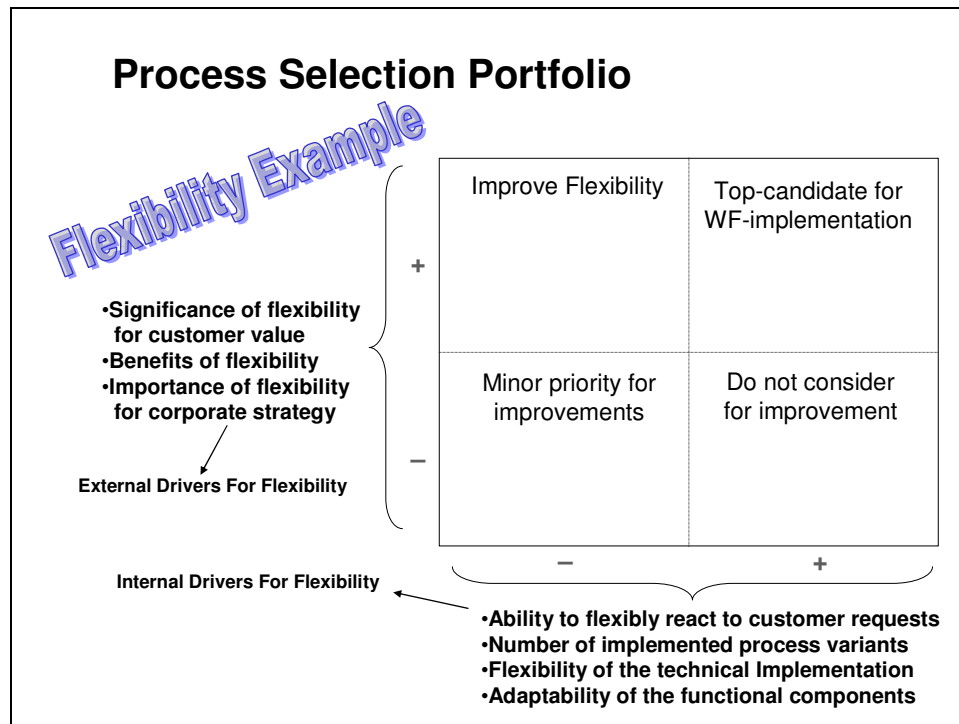 Process Selection Portfolio
Flexibility Example
Improve Flexibility
Top-candidate for
WF-implementation
+
•Significance of flexibility
for customer value
•Benefits of flexibility
•Importance of flexibility
for corporate strategy
Minor priority for
improvements
Do not consider
for improvement
–
External Drivers For Flexibility
– +
Internal Drivers For Flexibility
•Ability to flexibly react to customer requests
•Number of implemented process variants
•Flexibility of the technical Implementation
•Adaptability of the functional components